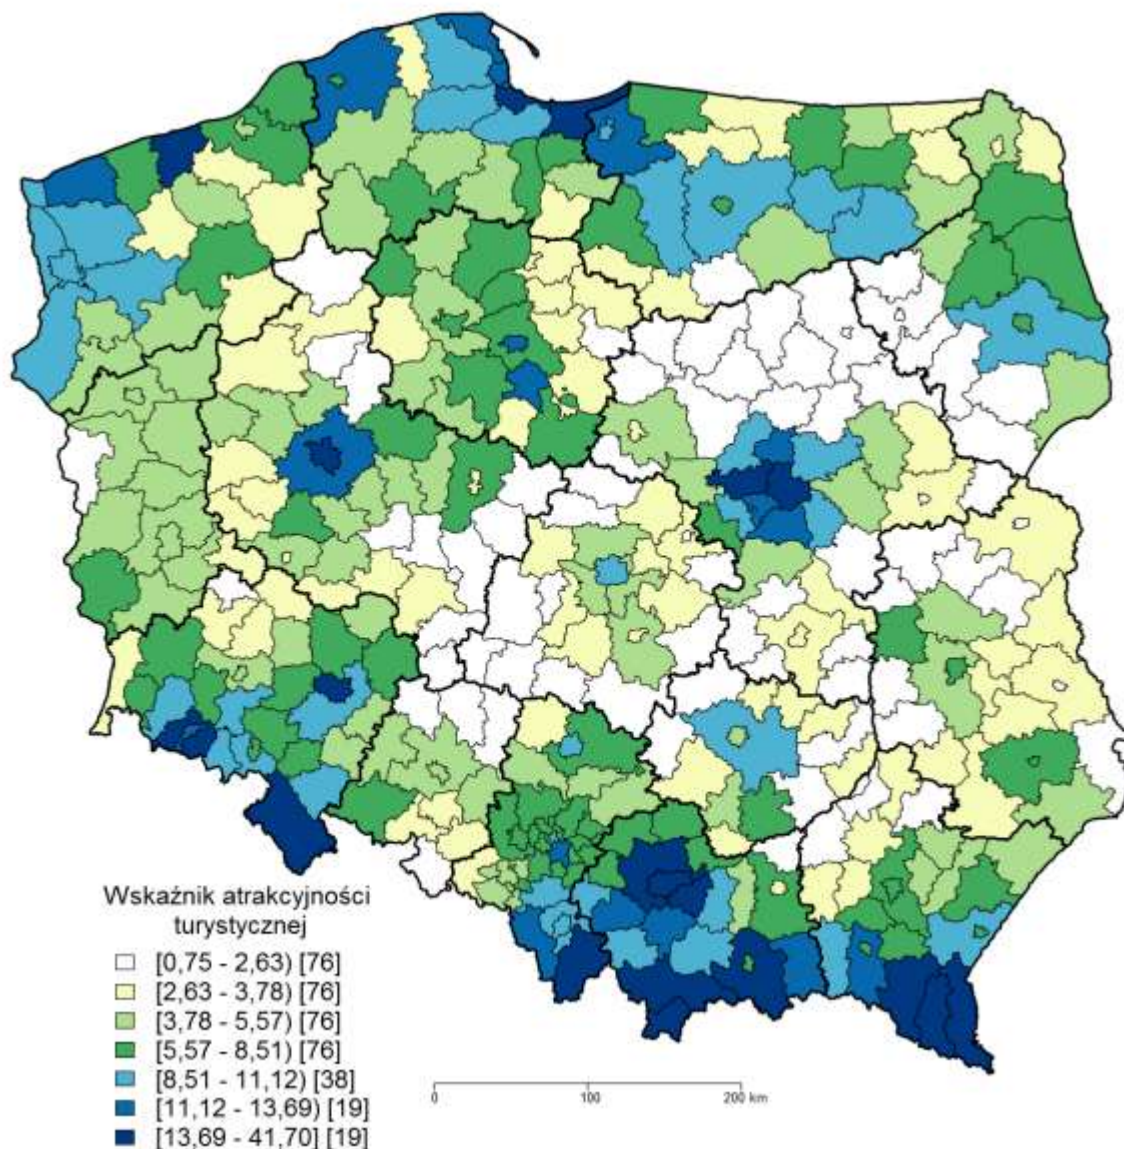 Wskaźnik atrakcyjności
turystycznej
[0,75 - 2,63) [76]
[2,63 - 3,78) [76]
[3,78 - 5,57) [76]
[5,57 - 8,51) [76]
[8,51 - 11,12) [38]
[11,12 - 13,69) [19]
[13,69 - 41,70] [19]
0 100 200 km